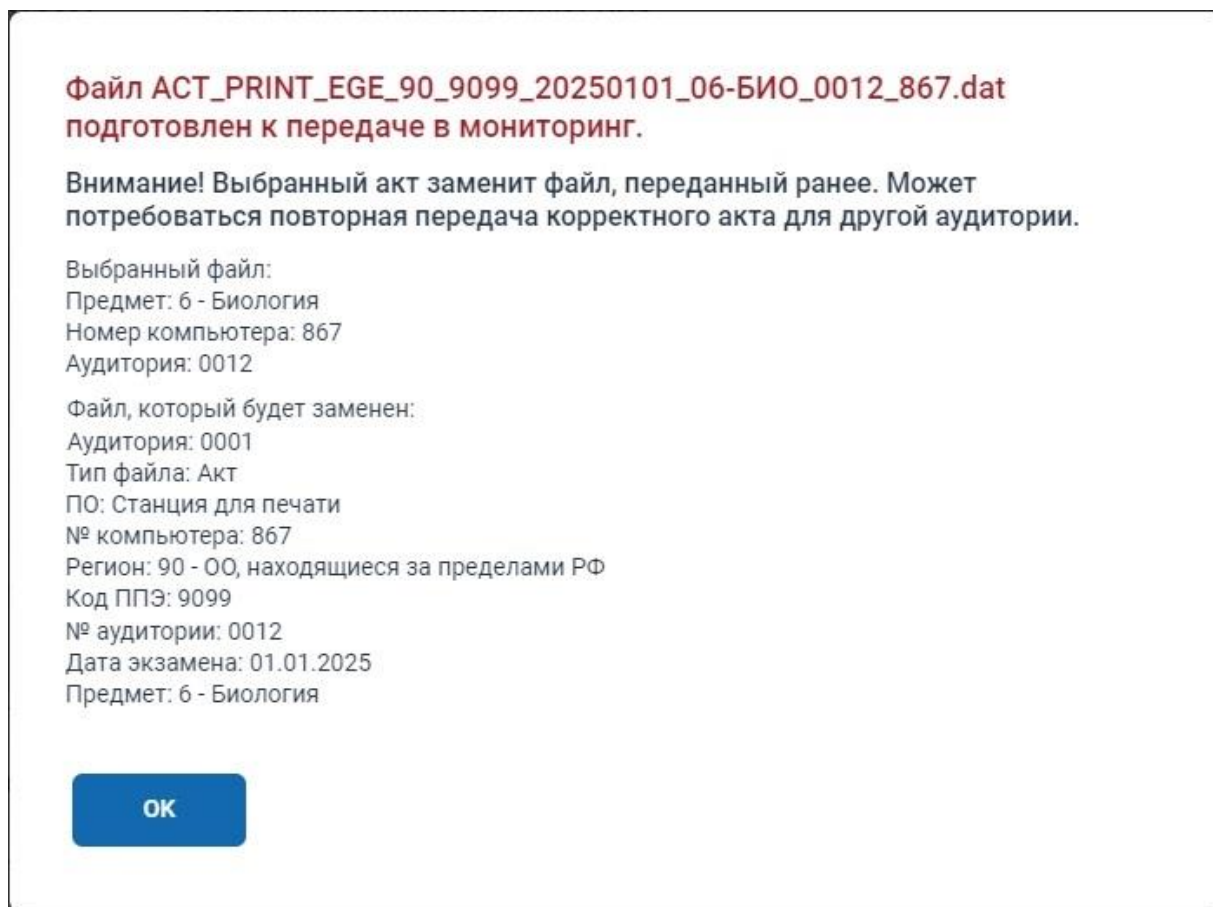 Файл ACT_PRINT_EGE_90_9099_20250101_06-БИО_0012_867.dat
подготовлен к передаче в мониторинг.
Внимание! Выбранный акт заменит файл, переданный ранее. Может
потребоваться повторная передача корректного акта для другой аудитории.
Выбранный файл:
Предмет: 6 - Биология
Номер компьютера: 867
Аудитория: 0012
Файл, который будет заменен:
Аудитория: 0001
Тип файла: Акт
ПО: Станция для печати
№ компьютера: 867
Регион: 90 - ОО, находящиеся за пределами РФ
Код ППЭ: 9099
№ аудитории: 0012
Дата экзамена: 01.01.2025
Предмет: 6 - Биология
ОК